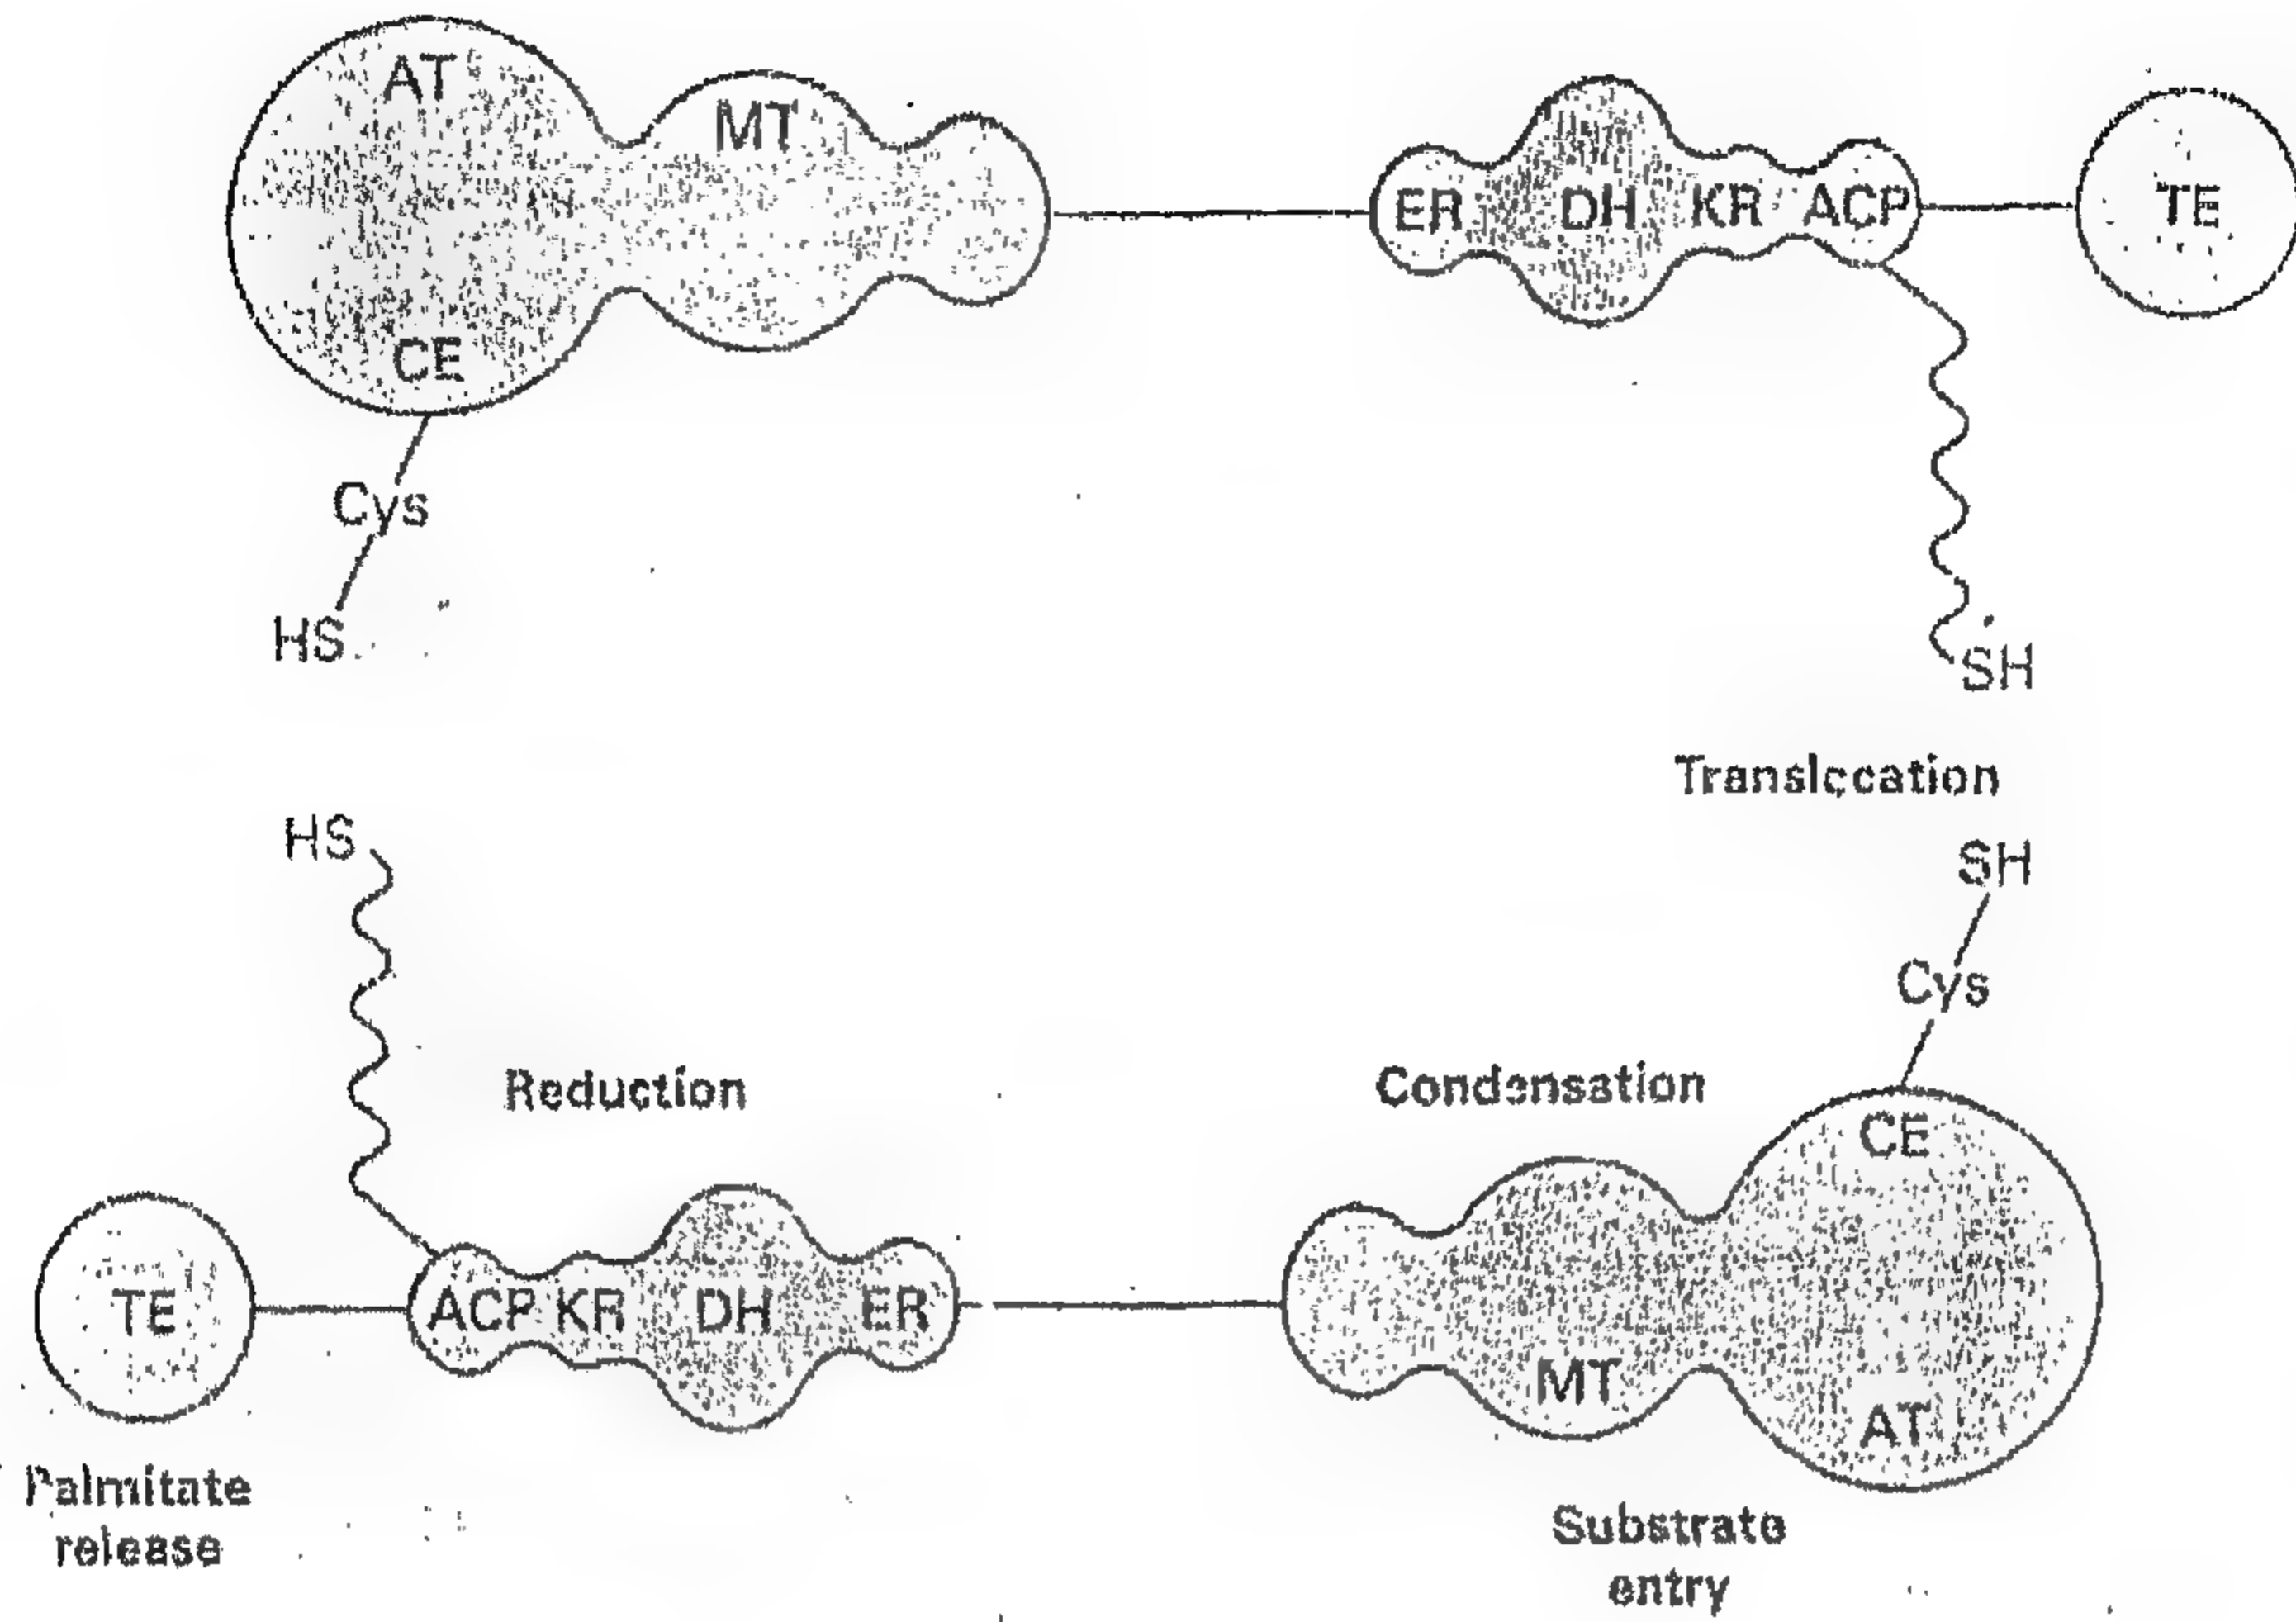 AT
MT
CE
Cys
HS
ER DH KR ACP TE
SH
Translocation
HS
SH
Cys
Reduction
Condensation
CE
TE ACP KR DH ER
MT
AT
Palmitate
release
Substrate
entry